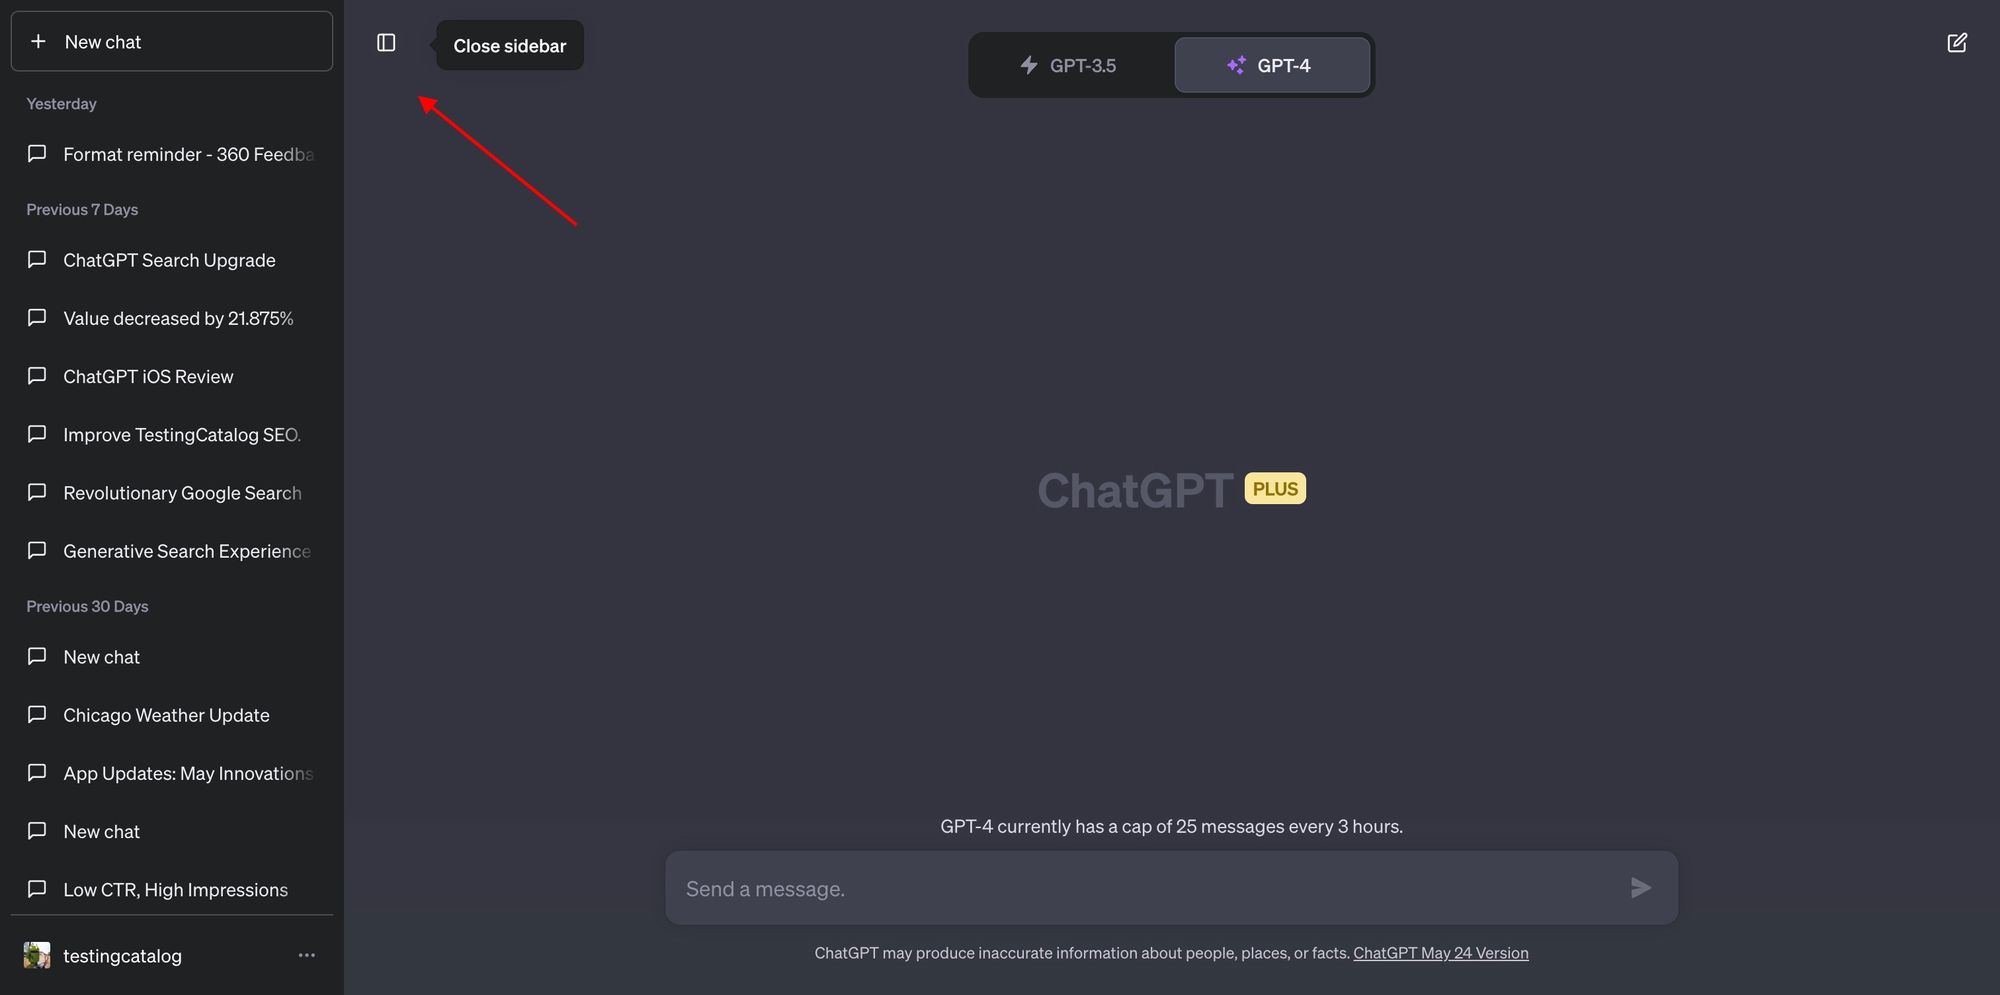 New chat
Yesterday
Format reminder - 360 Feedba
Previous 7 Days
ChatGPT Search Upgrade
Value decreased by 21.875%
ChatGPT iOS Review
Improve TestingCatalog SEO.
Revolutionary Google Search
Generative Search Experience
Previous 30 Days
New chat
Chicago Weather Update
App Updates: May Innovations
New chat
Low CTR, High Impressions
testingcatalog
Close sidebar
GPT-3.5
GPT-4
ChatGPT PLUS
GPT-4 currently has a cap of 25 messages every 3 hours.
Send a message.
ChatGPT may produce inaccurate information about people, places, or facts. ChatGPT May 24 Version